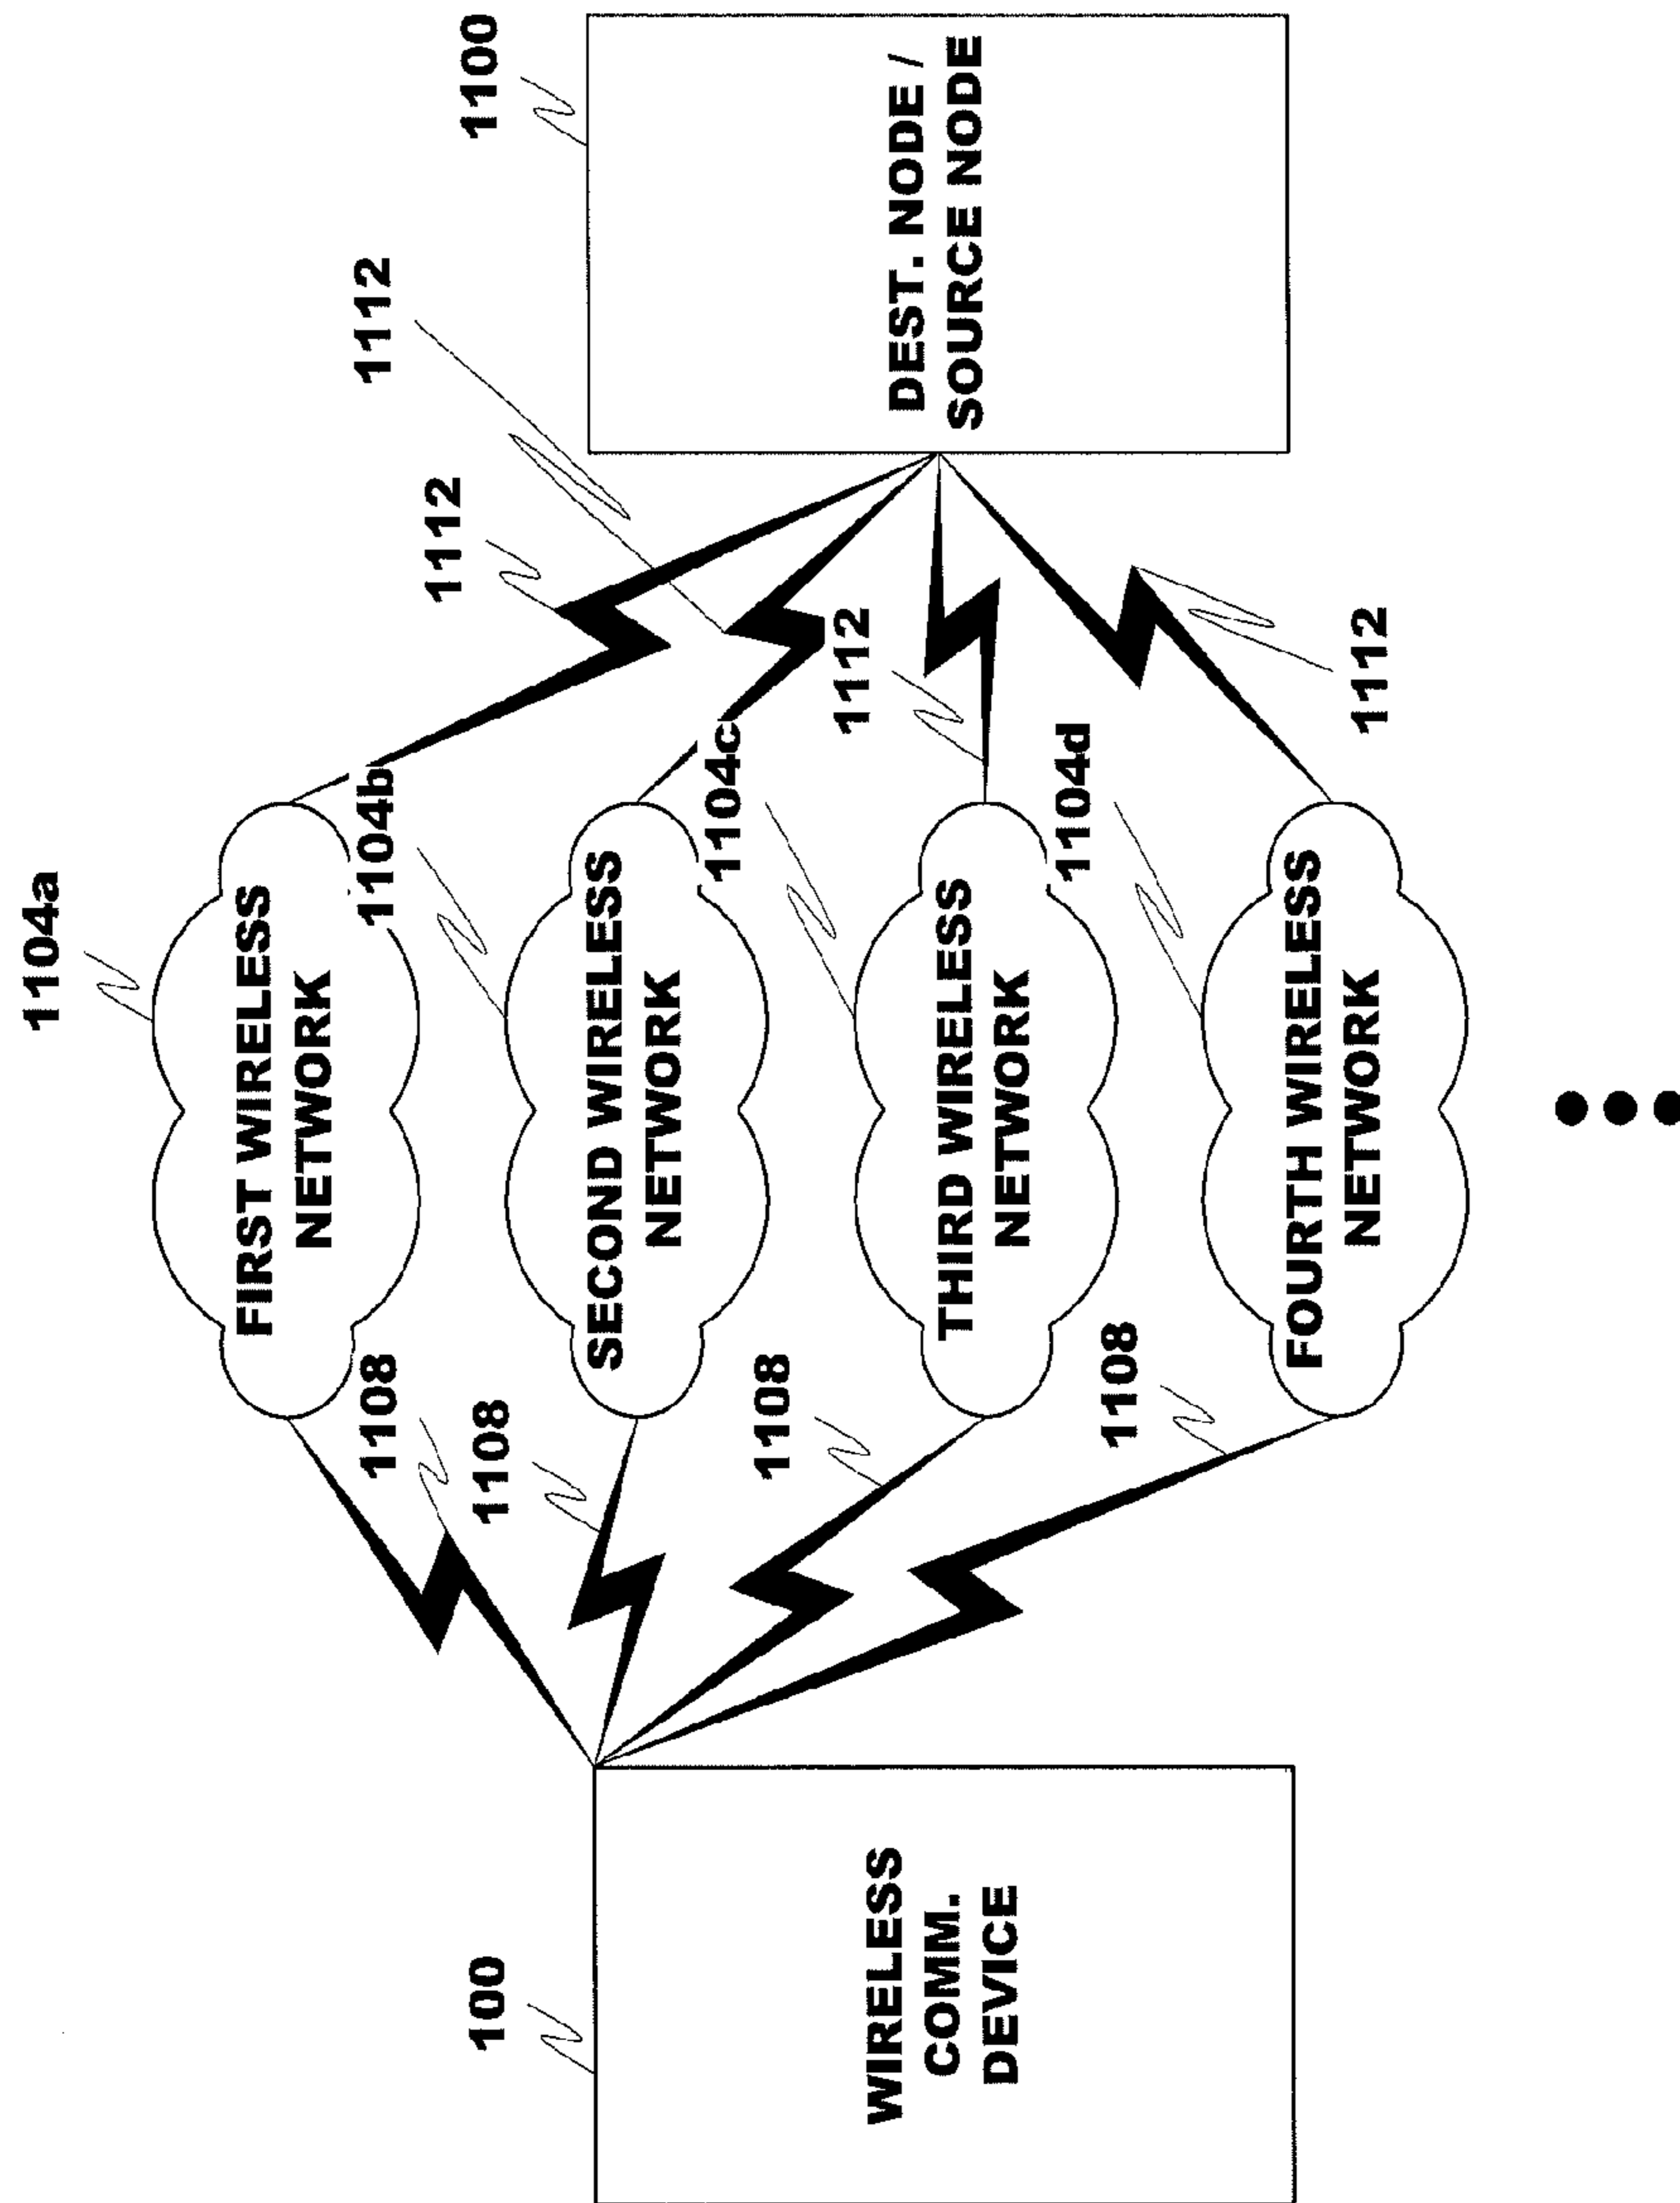 1104a
FIRST WIRELESS
NETWORK
1104b
1108
1112
1100
1112
SECOND WIRELESS
NETWORK
1104c
1108
100
WIRELESS
COMM.
DEVICE
DEST. NODE /
SOURCE NODE
1108
THIRD WIRELESS
NETWORK
1112
1104d
1108
FOURTH WIRELESS
NETWORK
1112